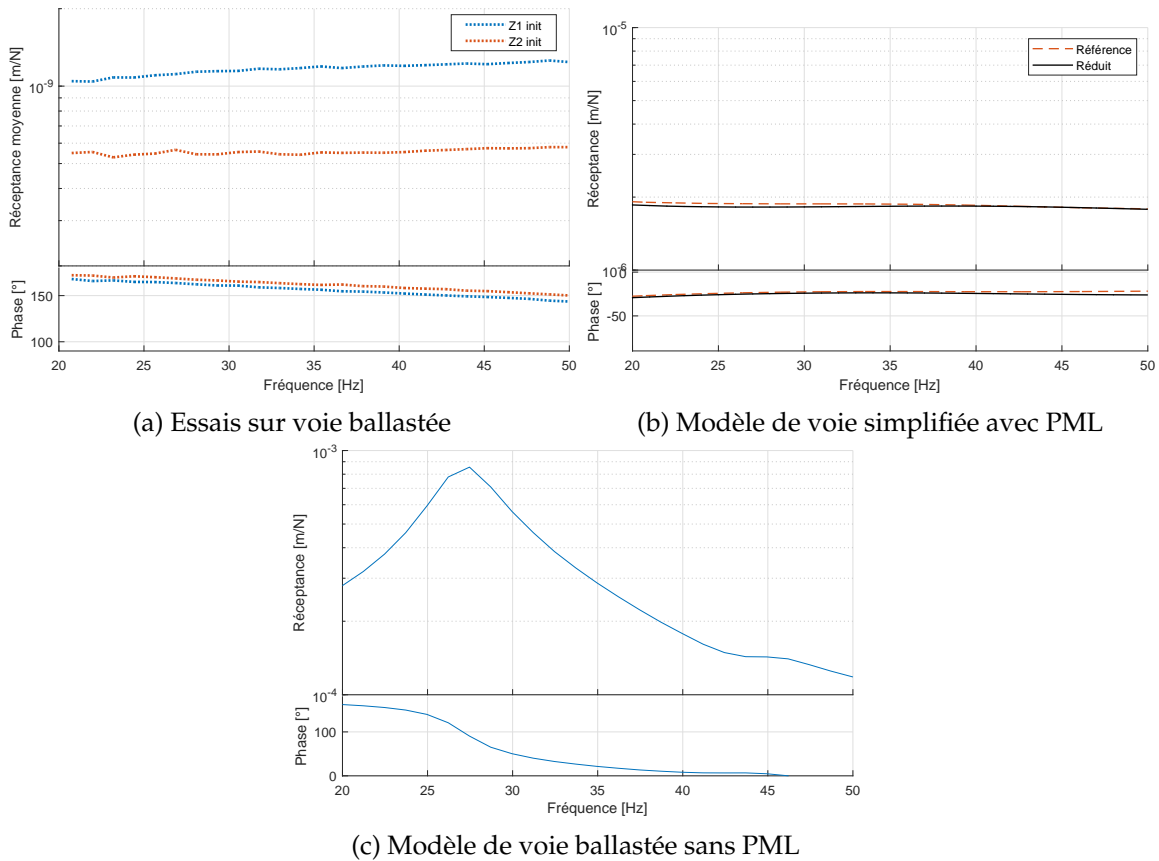 Z1 init
Z2 init
10^-9
Réceptance moyenne [m/N]
150
100
Phase [°]
20 25 30 35 40 45 50
Fréquence [Hz]
(a) Essais sur voie ballastée
10^-5
Référence
Réduit
Réceptance [m/N]
10^-6
0
-50
Phase [°]
20 25 30 35 40 45 50
Fréquence [Hz]
(b) Modèle de voie simplifiée avec PML
10^-3
Réceptance [m/N]
10^-4
100
0
Phase [°]
20 25 30 35 40 45 50
Fréquence [Hz]
(c) Modèle de voie ballastée sans PML